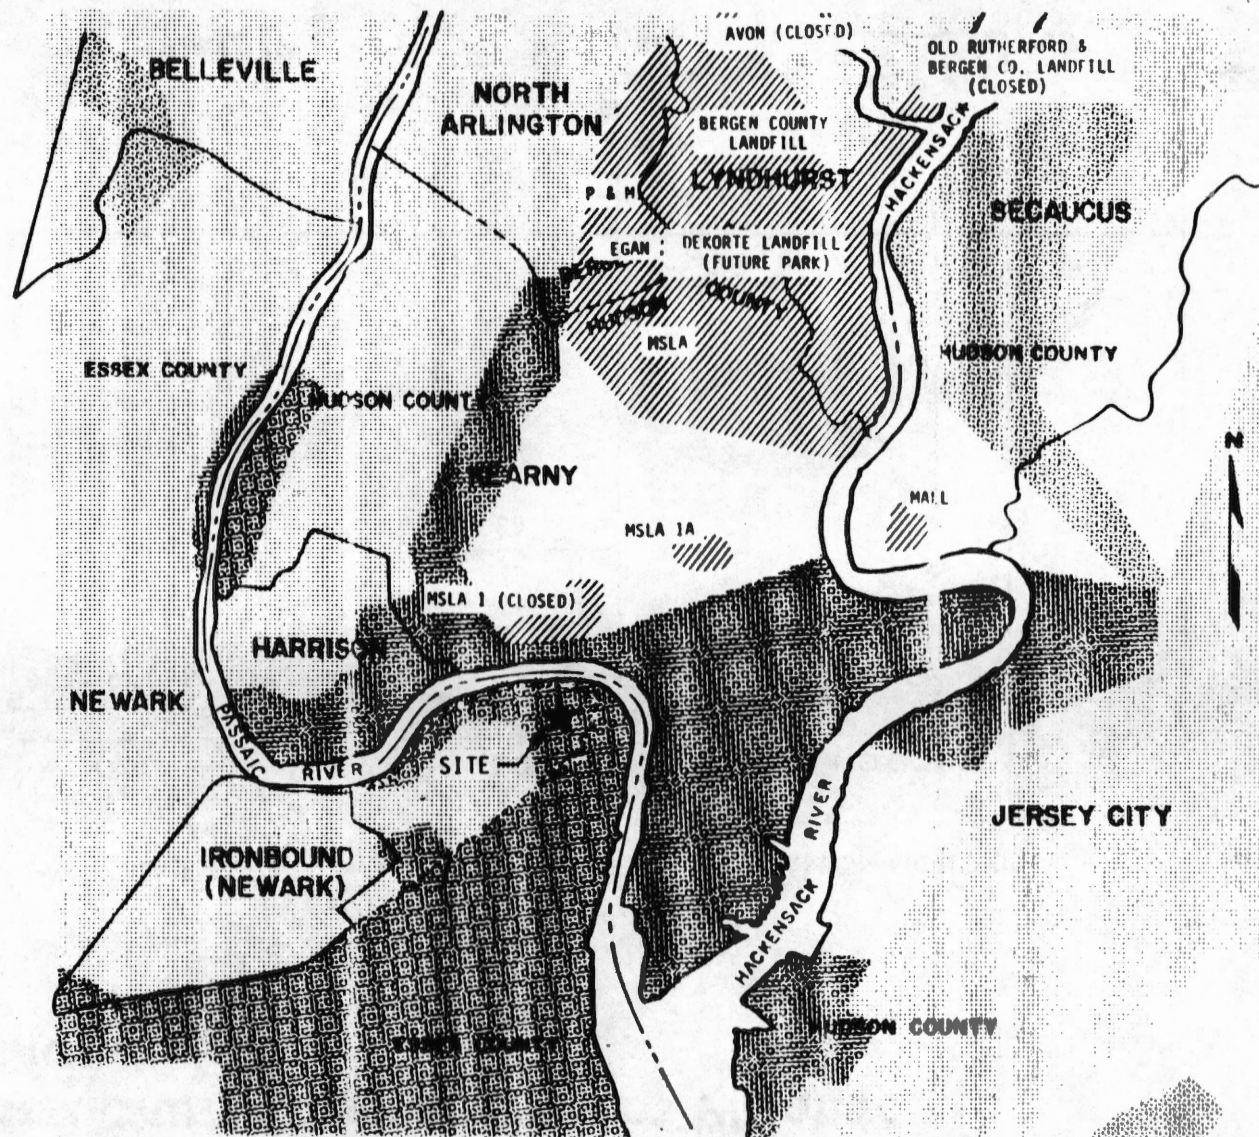 AVON (CLOSED)
OLD RUTHERFORD &
BERGEN CO. LANDFILL
(CLOSED)
BELLEVILLE
NORTH
ARLINGTON
BERGEN COUNTY
LANDFILL
HACKENSACK
P & M
LYNDHURST
SECAUCUS
EGAN
DEKORTE LANDFILL
(FUTURE PARK)
COUNTY
HUDSON
MSLA
HUDSON COUNTY
ESSEX COUNTY
HUDSON COUNTY
N
KEARNY
MALL
MSLA 1A
MSLA 1 (CLOSED)
HARRISON
NEWARK
PASSAIC
RIVER
SITE
RIVER
JERSEY CITY
IRONBOUND
(NEWARK)
HACKENSACK
HUDSON COUNTY
ESSEX COUNTY